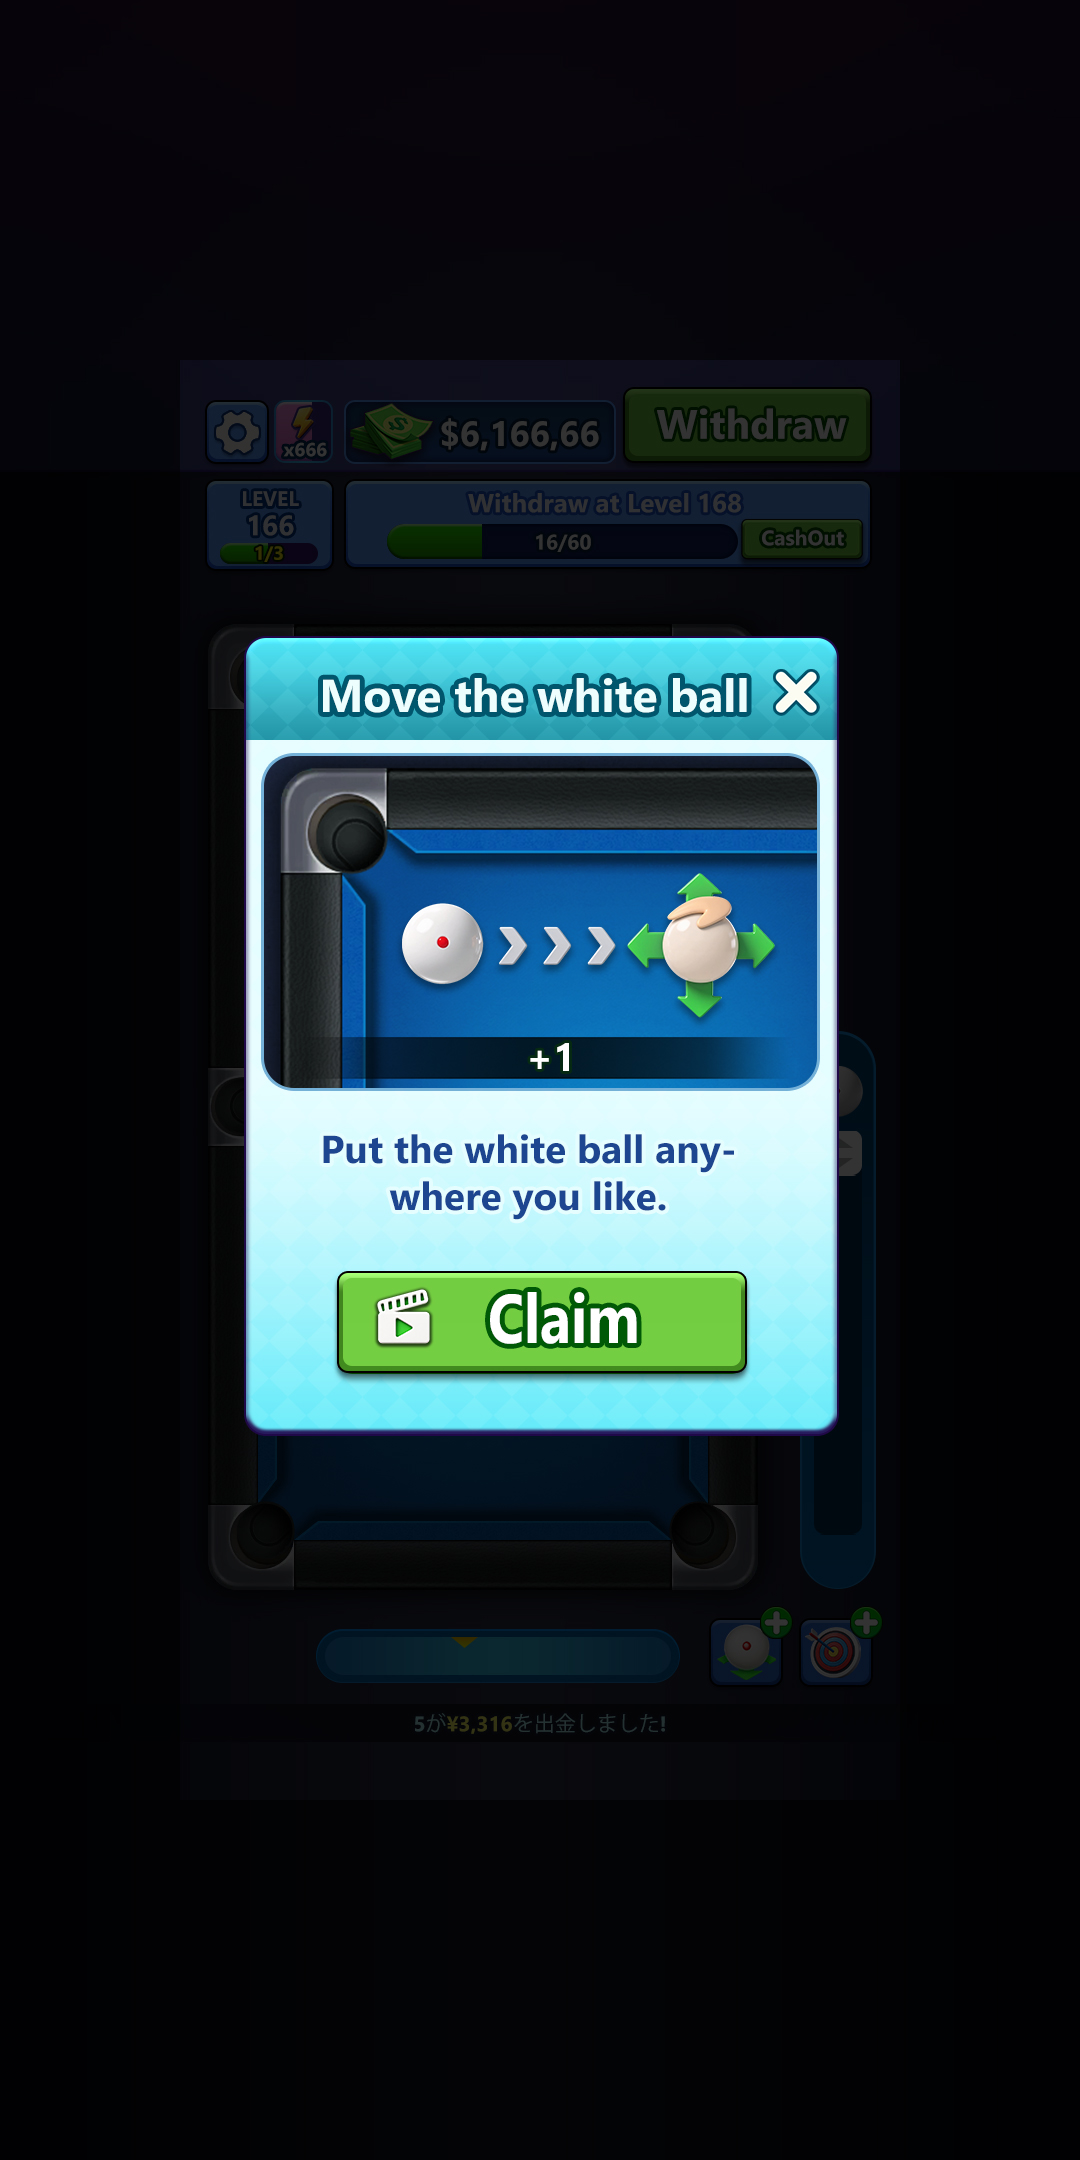 x666
$6,166,66
Withdraw
LEVEL
166
1/3
Withdraw at Level 168
16/60
CashOut
Move the white ball
+1
Put the white ball any-
where you like.
Claim
5が¥3,316を出金しました!